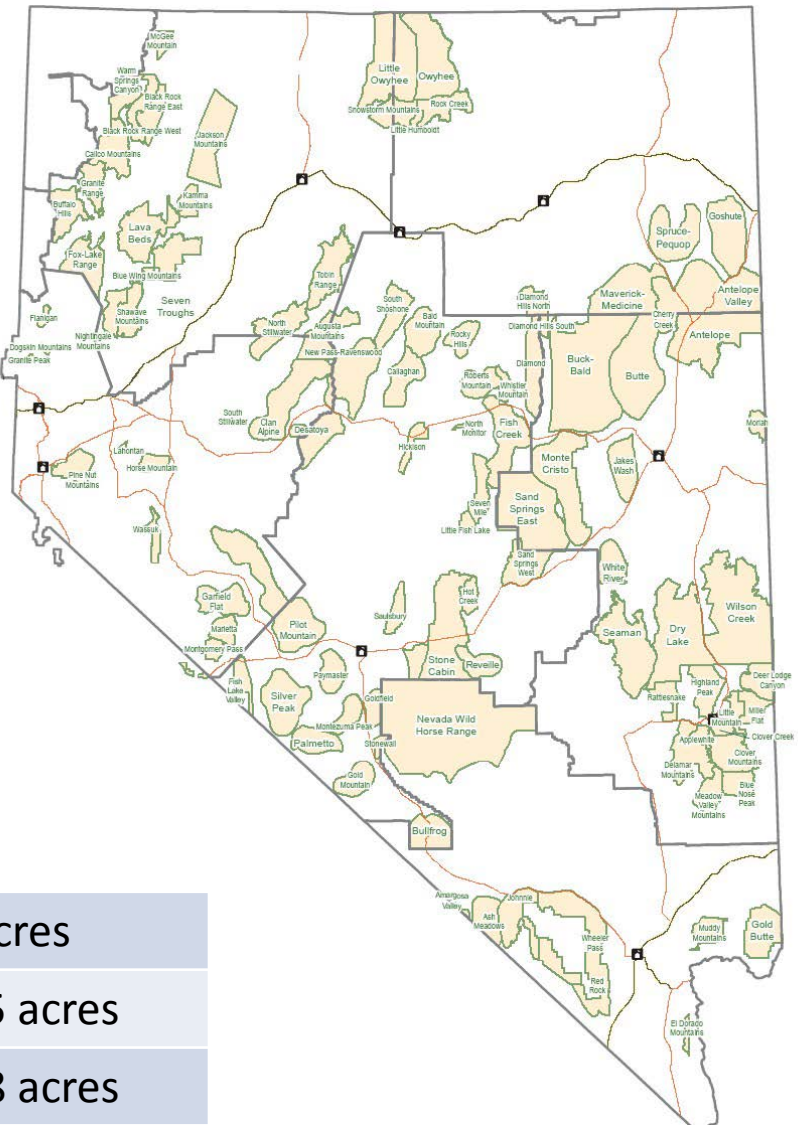 McGee
Mountain
Warm
Springs
Canyon
Black Rock
Range East
Black Rock Range West
Calico Mountains
Jackson
Mountains
Little
Owyhee
Owyhee
Snowstorm Mountains
Rock Creek
Little Humboldt
Granite
Range
Buffalo
Hills
Kamma
Mountains
Lava
Beds
Fox-Lake
Range
Blue Wing Mountains
Seven
Troughs
Shawave
Mountains
Nightingale
Mountains
Flanigan
Dogskin Mountains
Granite Peak
Tobin
Range
North
Stillwater
Augusta
Mountains
New Pass-Ravenswood
South
Shoshone
Bald
Mountain
Callaghan
Rocky
Hills
Diamond
Hills North
Diamond Hills South
Diamond
Spruce-
Pequop
Goshute
Maverick-
Medicine
Antelope
Valley
Cherry
Creek
Antelope
Buck-
Bald
Butte
Roberts
Mountain
Whistler
Mountain
Fish
Creek
North
Monitor
South
Stillwater
Clan
Alpine
Desatoya
Hickison
Moriah
Lahontan
Horse Mountain
Pine Nut
Mountains
Wassuk
Monte
Cristo
Jakes
Wash
Seven
Mile
Little Fish Lake
Sand
Springs
East
Sand
Springs
West
White
River
Garfield
Flat
Marietta
Montgomery Pass
Pilot
Mountain
Saulsbury
Hot
Creek
Stone
Cabin
Reveille
Seaman
Dry
Lake
Wilson
Creek
Fish
Lake
Valley
Silver
Peak
Paymaster
Montezuma Peak
Goldfield
Palmetto
Stonewall
Gold
Mountain
Nevada Wild
Horse Range
Bullfrog
Highland
Peak
Deer Lodge
Canyon
Rattlesnake
Little
Mountain
Miller
Flat
Applewhite
Clover Creek
Clover
Mountains
Delamar
Mountains
Blue
Nose
Peak
Meadow
Valley
Mountains
Amargosa
Valley
Johnnie
Ash
Meadows
Wheeler
Pass
Red
Rock
Muddy
Mountains
Gold
Butte
El Dorado
Mountains
acres
acres